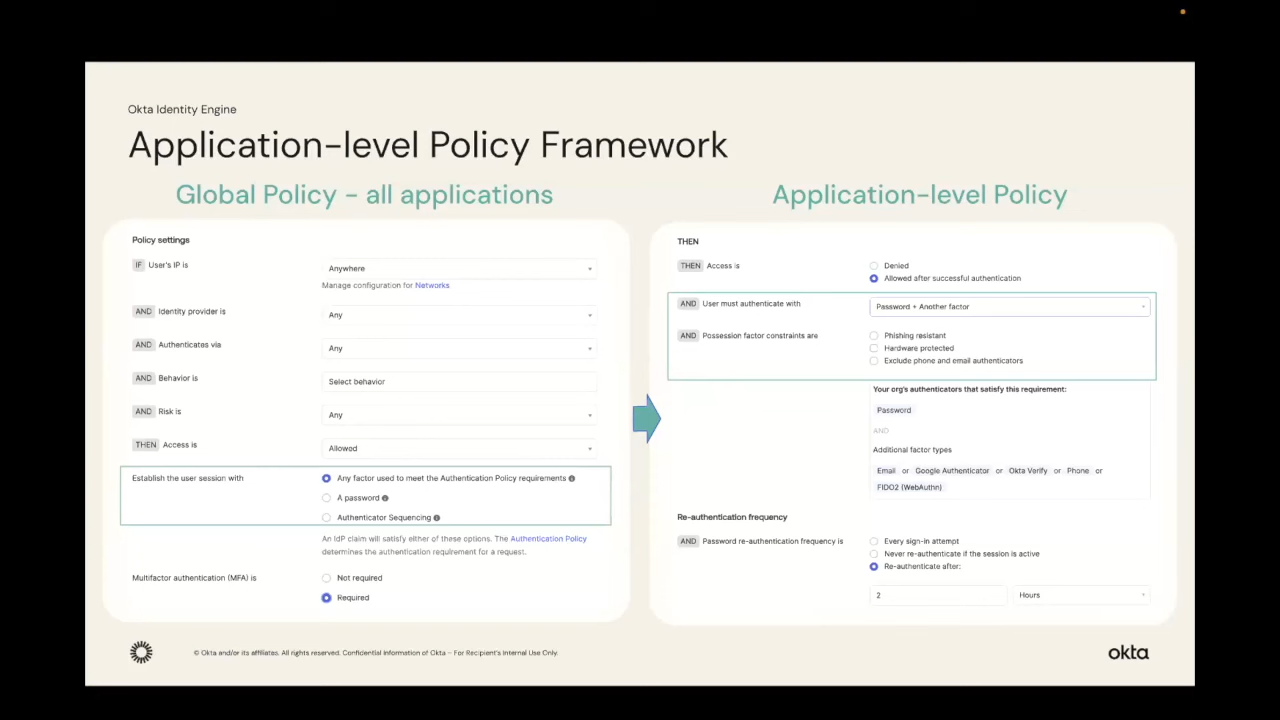 Okta Identity Engine
Application-level Policy Framework
Global Policy - all applications
Policy settings
IF User's IP is
Anywhere
Manage configuration for Networks
AND Identity provider is
Any
AND Authenticates via
Any
AND Behavior is
Select behavior
AND Risk is
Any
THEN Access is
Allowed
Establish the user session with
Any factor used to meet the Authentication Policy requirements
A password
Authenticator Sequencing
An IdP claim will satisfy either of these options. The Authentication Policy
determines the authentication requirement for a request.
Multifactor authentication (MFA) is
Not required
Required
Application-level Policy
THEN
THEN Access is
Denied
Allowed after successful authentication
AND User must authenticate with
Password + Another factor
AND Possession factor constraints are
Phishing resistant
Hardware protected
Exclude phone and email authenticators
Your org's authenticators that satisfy this requirement:
Password
AND
Additional factor types
Email or Google Authenticator or Okta Verify or Phone or
FIDO2 (WebAuthn)
Re-authentication frequency
AND Password re-authentication frequency is
Every sign-in attempt
Never re-authenticate if the session is active
Re-authenticate after:
2
Hours
© Okta and/or its affiliates. All rights reserved. Confidential Information of Okta – For Recipient's Internal Use Only.
okta